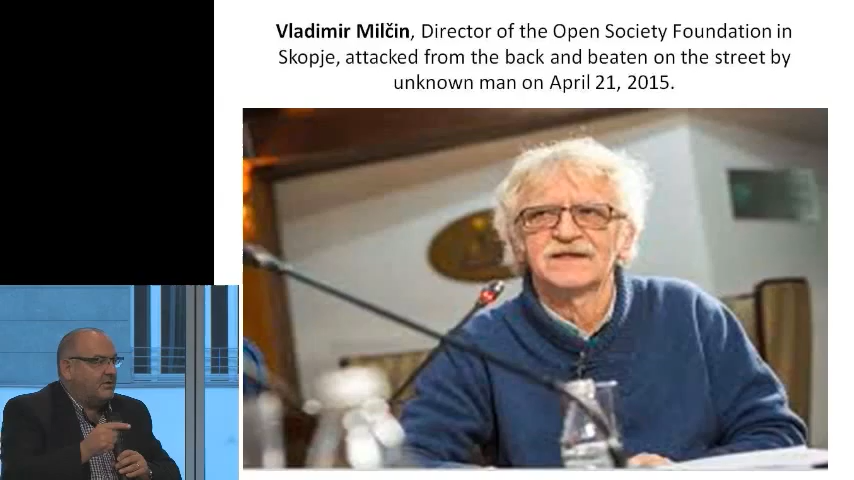 Vladimir Milčin, Director of the Open Society Foundation in
Skopje, attacked from the back and beaten on the street by
unknown man on April 21, 2015.